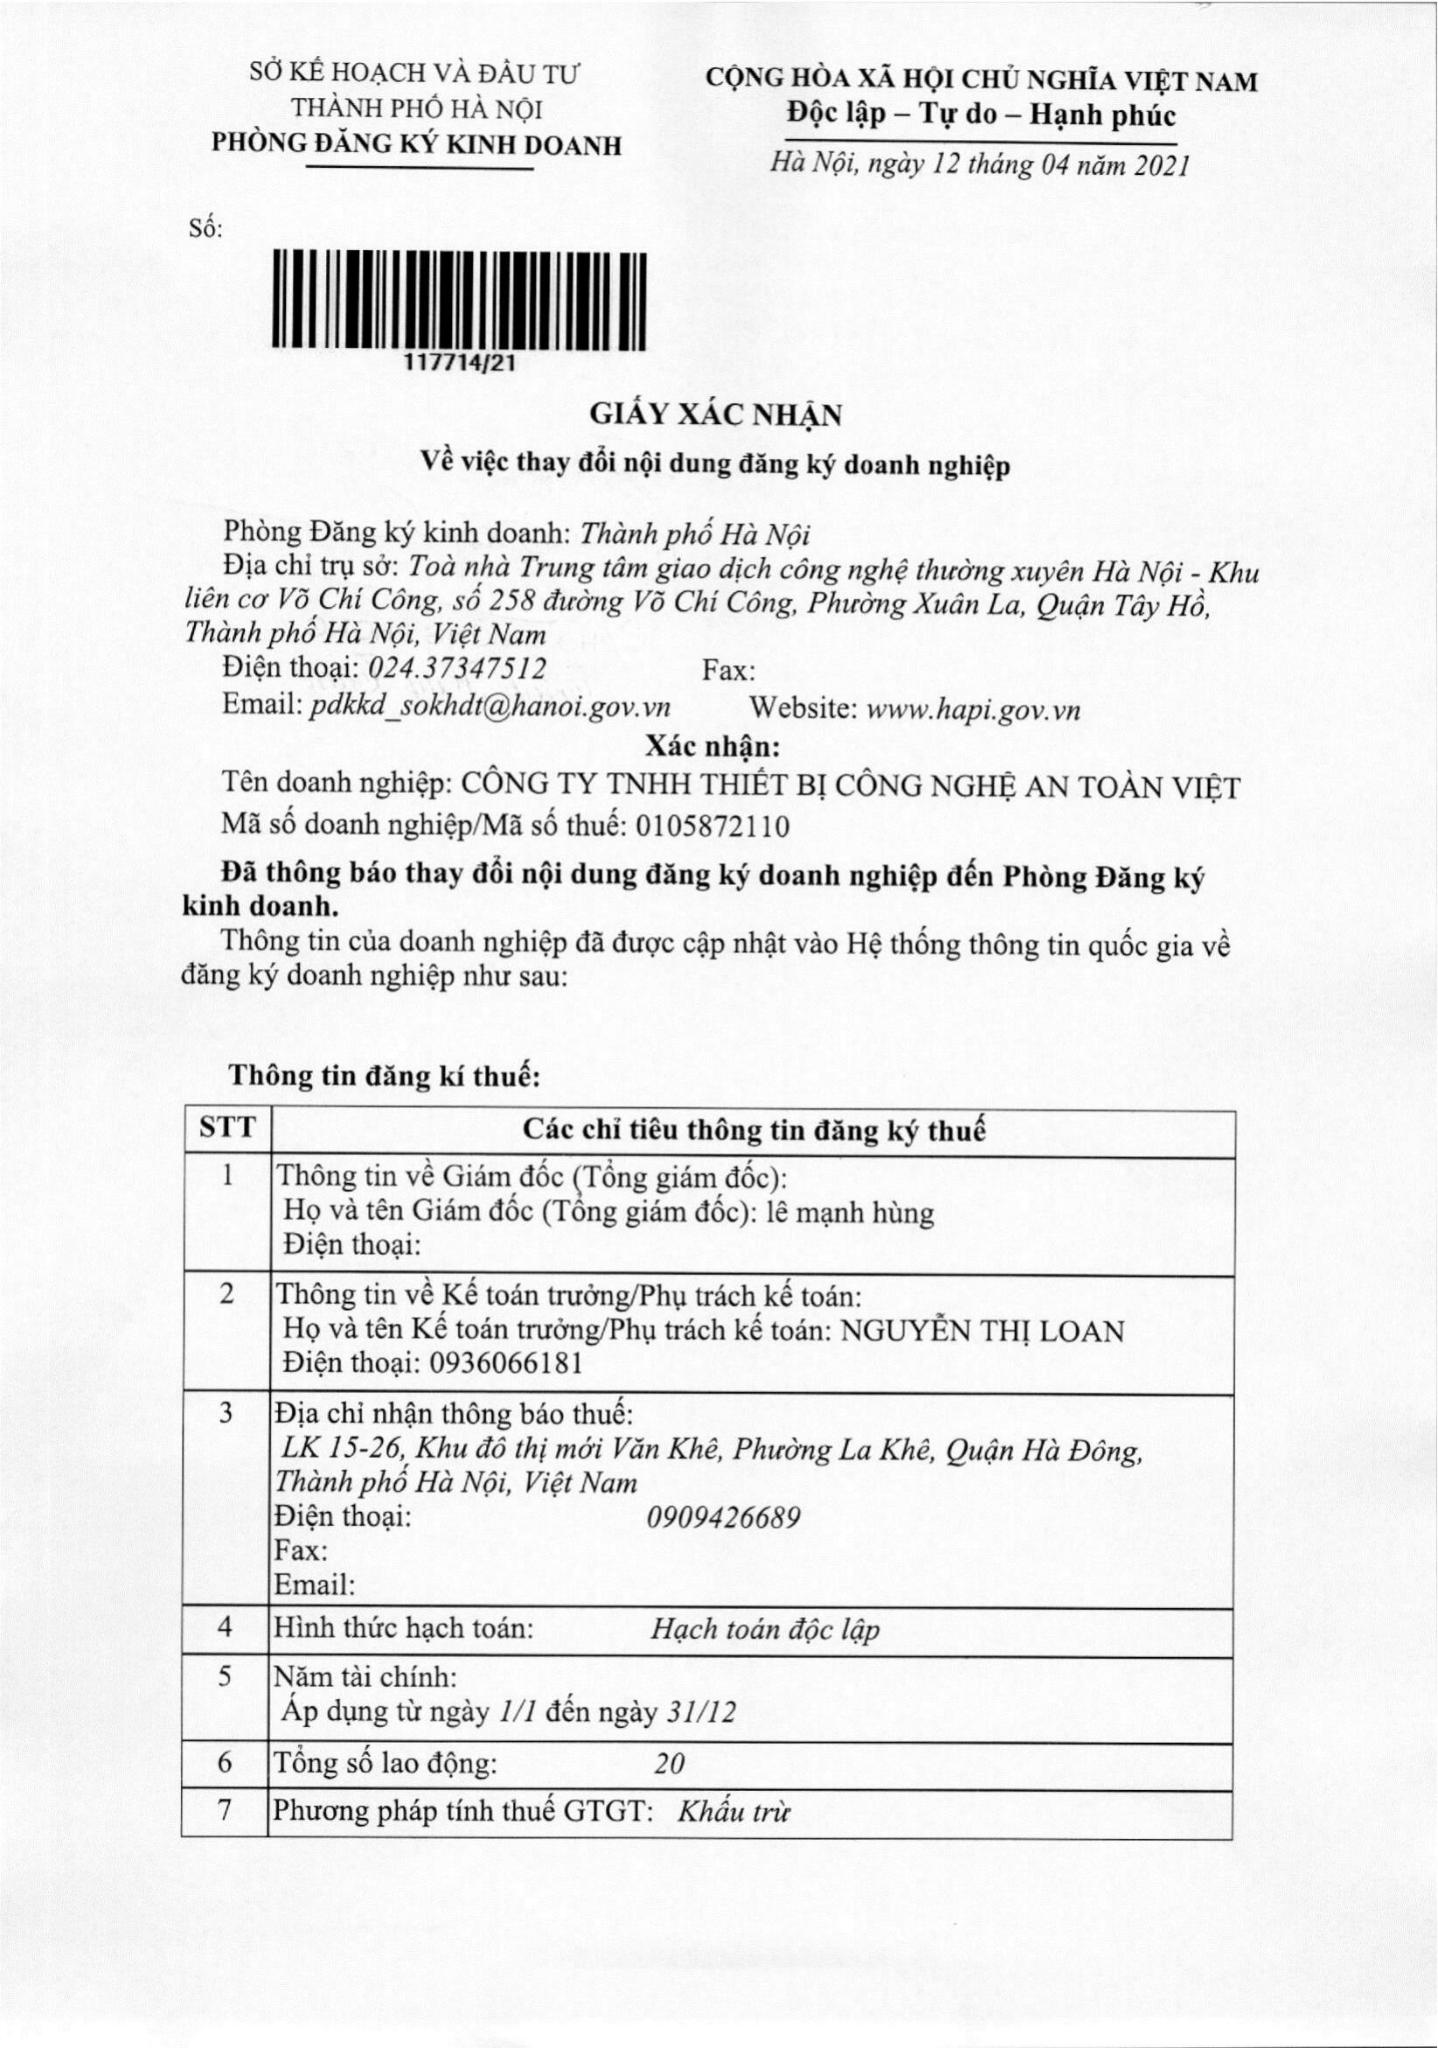 SỞ KẾ HOẠCH VÀ ĐẦU TƯ
THÀNH PHỐ HÀ NỘI
PHÒNG ĐĂNG KÝ KINH DOANH
CỘNG HÒA XÃ HỘI CHỦ NGHĨA VIỆT NAM
Độc lập – Tự do – Hạnh phúc
Hà Nội, ngày 12 tháng 04 năm 2021
Số:
117714/21
GIẤY XÁC NHẬN
Về việc thay đổi nội dung đăng ký doanh nghiệp
Phòng Đăng ký kinh doanh: Thành phố Hà Nội
Địa chỉ trụ sở: Toà nhà Trung tâm giao dịch công nghệ thường xuyên Hà Nội - Khu
liên cơ Võ Chí Công, số 258 đường Võ Chí Công, Phường Xuân La, Quận Tây Hồ,
Thành phố Hà Nội, Việt Nam
Điện thoại: 024.37347512 Fax:
Email: pdkkd_sokhdt@hanoi.gov.vn Website: www.hapi.gov.vn
Xác nhận:
Tên doanh nghiệp: CÔNG TY TNHH THIẾT BỊ CÔNG NGHỆ AN TOÀN VIỆT
Mã số doanh nghiệp/Mã số thuế: 0105872110
Đã thông báo thay đổi nội dung đăng ký doanh nghiệp đến Phòng Đăng ký
kinh doanh.
Thông tin của doanh nghiệp đã được cập nhật vào Hệ thống thông tin quốc gia về
đăng ký doanh nghiệp như sau:
Thông tin đăng kí thuế:
STT Các chỉ tiêu thông tin đăng ký thuế
1 Thông tin về Giám đốc (Tổng giám đốc):
Họ và tên Giám đốc (Tổng giám đốc): lê mạnh hùng
Điện thoại:
2 Thông tin về Kế toán trưởng/Phụ trách kế toán:
Họ và tên Kế toán trưởng/Phụ trách kế toán: NGUYỄN THỊ LOAN
Điện thoại: 0936066181
3 Địa chỉ nhận thông báo thuế:
LK 15-26, Khu đô thị mới Văn Khê, Phường La Khê, Quận Hà Đông,
Thành phố Hà Nội, Việt Nam
Điện thoại: 0909426689
Fax:
Email:
4 Hình thức hạch toán: Hạch toán độc lập
5 Năm tài chính:
Áp dụng từ ngày 1/1 đến ngày 31/12
6 Tổng số lao động: 20
7 Phương pháp tính thuế GTGT: Khấu trừ